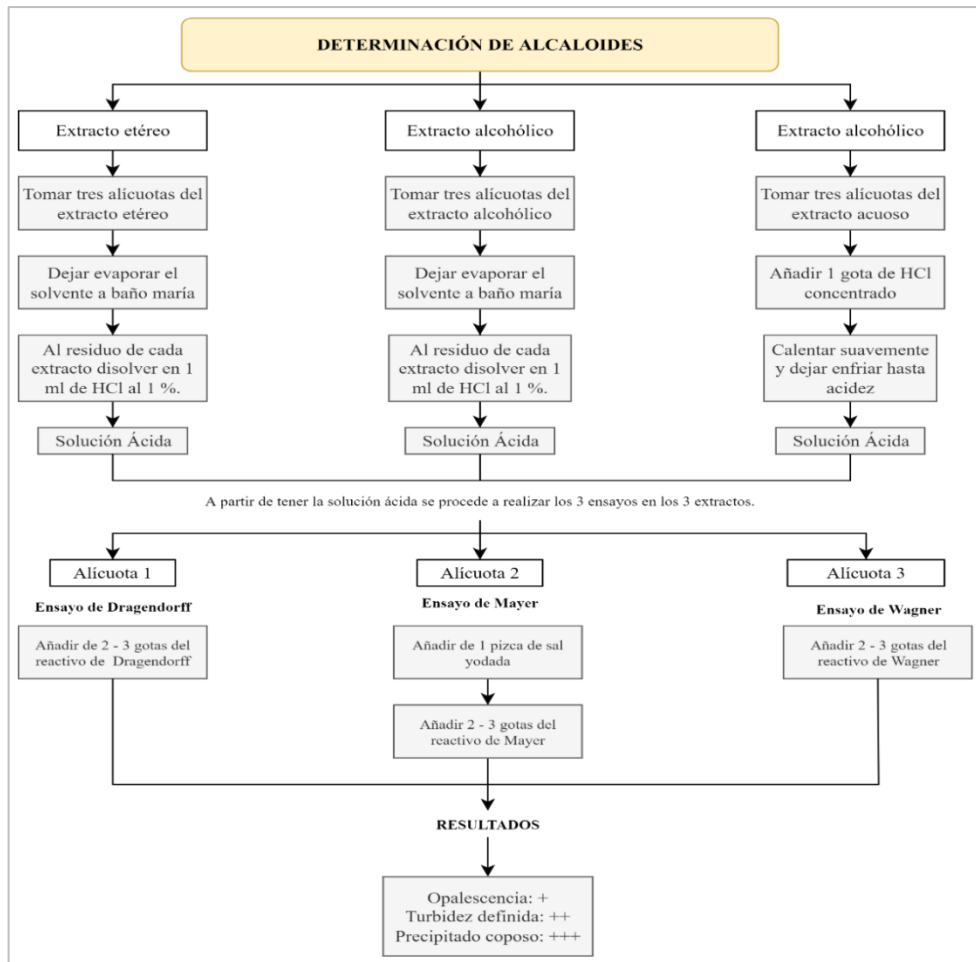 DETERMINACIÓN DE ALCALOIDES
Extracto etéreo
Extracto alcohólico
Extracto alcohólico
Tomar tres alícuotas del
extracto etéreo
Tomar tres alícuotas del
extracto alcohólico
Tomar tres alícuotas del
extracto acuoso
Dejar evaporar el
solvente a baño maría
Dejar evaporar el
solvente a baño maría
Añadir 1 gota de HCl
concentrado
Al residuo de cada
extracto disolver en 1
ml de HCl al 1 %.
Al residuo de cada
extracto disolver en 1
ml de HCl al 1 %.
Calentar suavemente
y dejar enfriar hasta
acidez
Solución Ácida
Solución Ácida
Solución Ácida
A partir de tener la solución ácida se procede a realizar los 3 ensayos en los 3 extractos.
Alícuota 1
Alícuota 2
Alícuota 3
Ensayo de Dragendorff
Ensayo de Mayer
Ensayo de Wagner
Añadir de 2 - 3 gotas del
reactivo de Dragendorff
Añadir de 1 pizca de sal
yodada
Añadir 2 - 3 gotas del
reactivo de Wagner
Añadir 2 - 3 gotas del
reactivo de Mayer
RESULTADOS
Opalescencia: +
Turbidez definida: ++
Precipitado coposo: +++